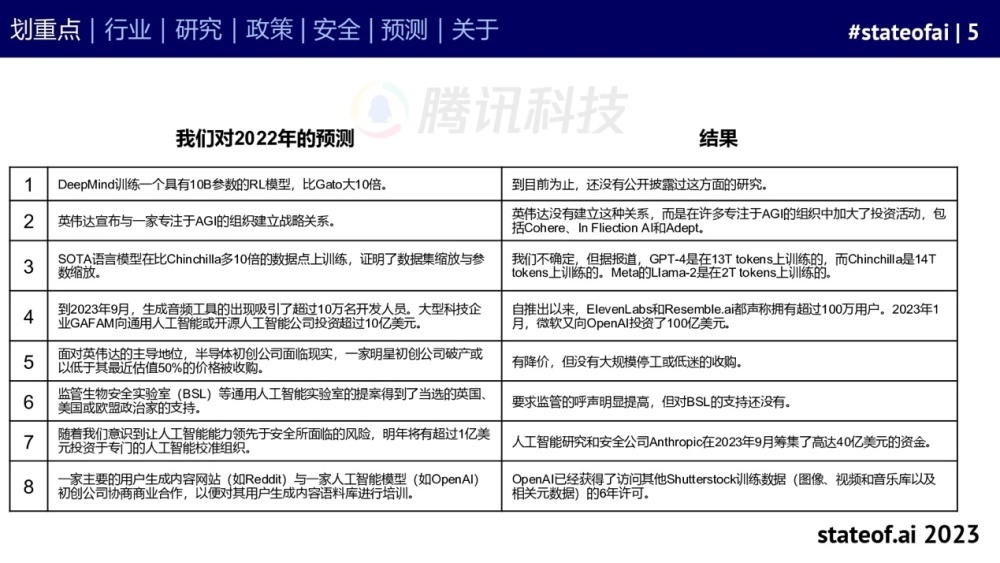 划重点 | 行业 | 研究 | 政策 | 安全 | 预测 | 关于
#stateofai | 5
腾讯科技
我们对2022年的预测
结果
1
DeepMind训练一个具有10B参数的RL模型，比Gato大10倍。
到目前为止，还没有公开披露过这方面的研究。
2
英伟达宣布与一家专注于AGI的组织建立战略关系。
英伟达没有建立这种关系，而是在许多专注于AGI的组织中加大了投资活动，包
括Cohere、In Fliection AI和Adept。
3
SOTA语言模型在比Chinchilla多10倍的数据点上训练，证明了数据集缩放与参
数缩放。
我们不确定，但据报道，GPT-4是在13T tokens上训练的，而Chinchilla是14T
tokens上训练的。Meta的Llama-2是在2T tokens上训练的。
4
到2023年9月，生成音频工具的出现吸引了超过10万名开发人员。大型科技企
业GAFAM向通用人工智能或开源人工智能公司投资超过10亿美元。
自推出以来，ElevenLabs和Resemble.ai都声称拥有超过100万用户。2023年1
月，微软又向OpenAI投资了100亿美元。
5
面对英伟达的主导地位，半导体初创公司面临现实，一家明星初创公司破产或
以低于其最近估值50%的价格被收购。
有降价，但没有大规模停工或低迷的收购。
6
监管生物安全实验室（BSL）等通用人工智能实验室的提案得到了当选的英国、
美国或欧盟政治家的支持。
要求监管的呼声明显提高，但对BSL的支持还没有。
7
随着我们意识到让人工智能能力领先于安全所面临的风险，明年将有超过1亿美
元投资于专门的人工智能校准组织。
人工智能研究和安全公司Anthropic在2023年9月筹集了高达40亿美元的资金。
8
一家主要的用户生成内容网站（如Reddit）与一家人工智能模型（如OpenAI）
初创公司协商商业合作，以便对其用户生成内容语料库进行培训。
OpenAI已经获得了访问其他Shutterstock训练数据（图像、视频和音乐库以及
相关元数据）的6年许可。
stateof.ai 2023